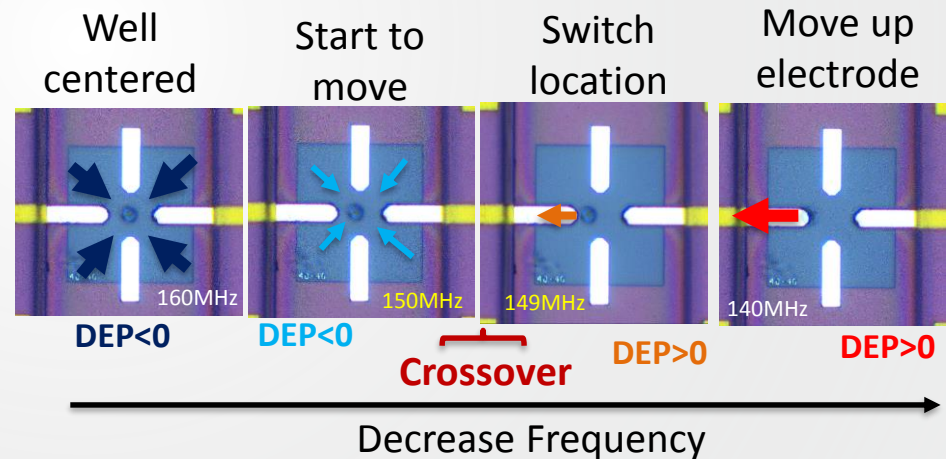 Well
centered
Start to
move
Switch
location
Move up
electrode
160MHz
150MHz
149MHz
140MHz
DEP<0
DEP<0
DEP>0
DEP>0
Crossover
Decrease Frequency